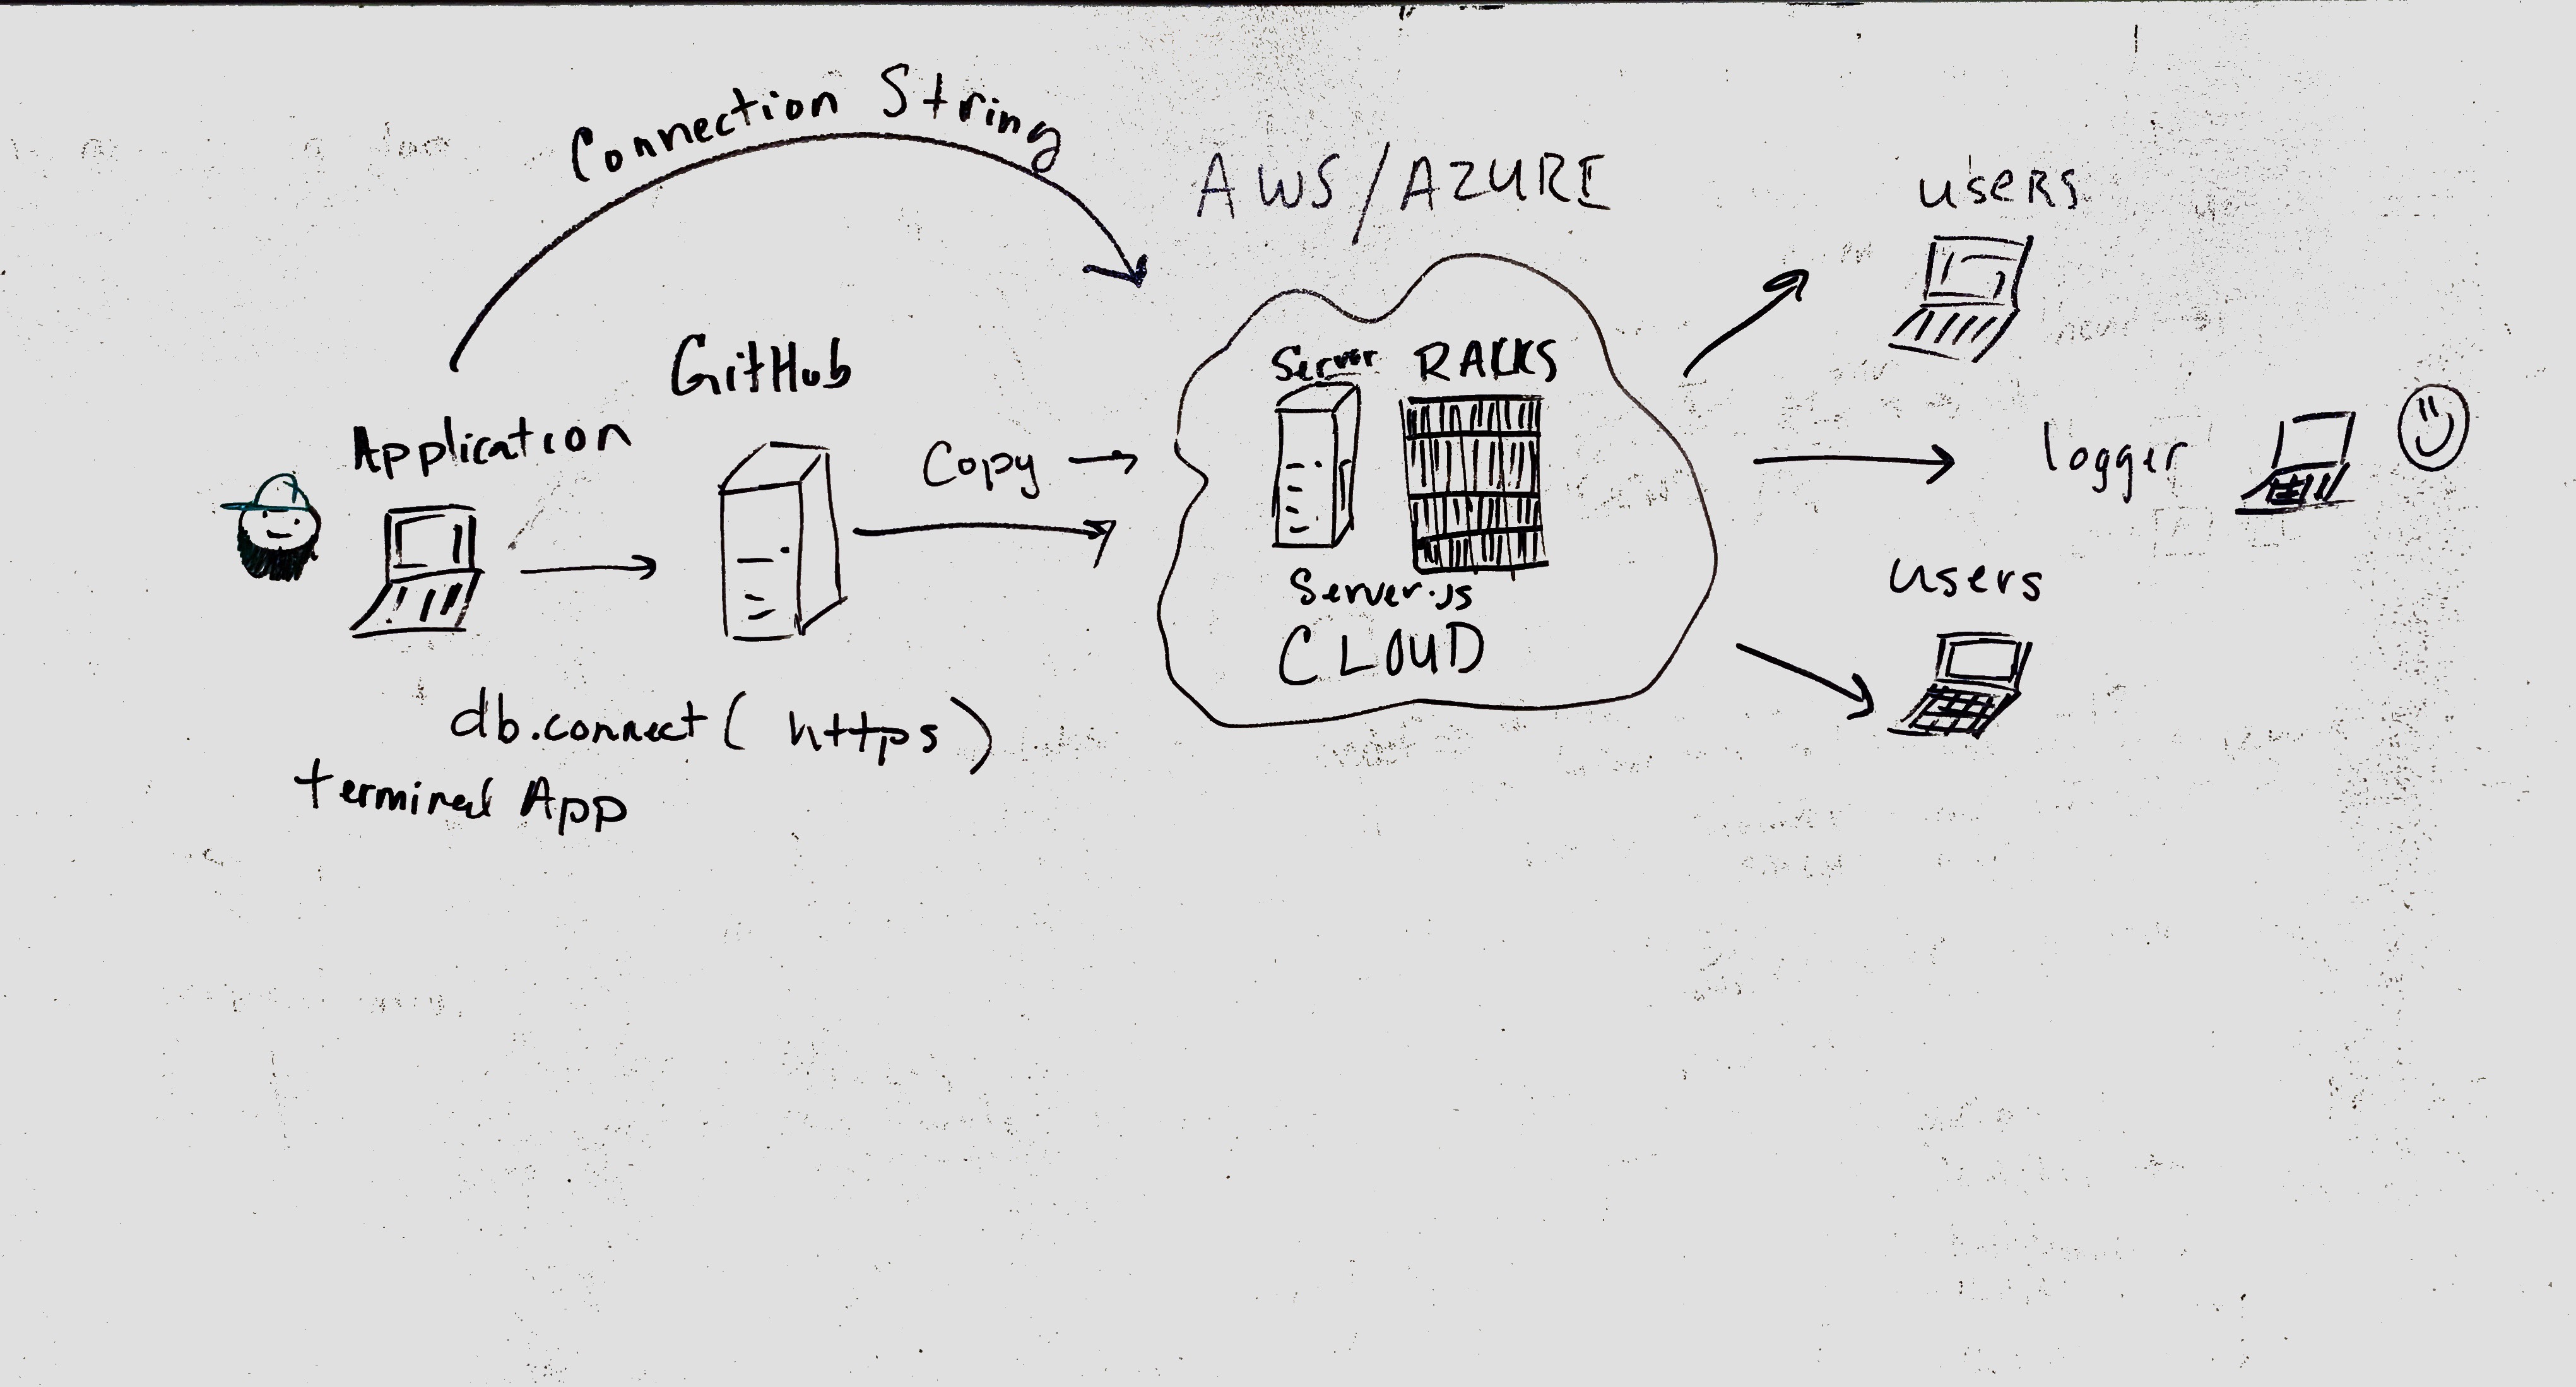 Connection String
AWS/AZURE
users
GitHub
Server RACKS
Application
Copy
logger
Server.js
users
CLOUD
db.connect( https )
terminal App